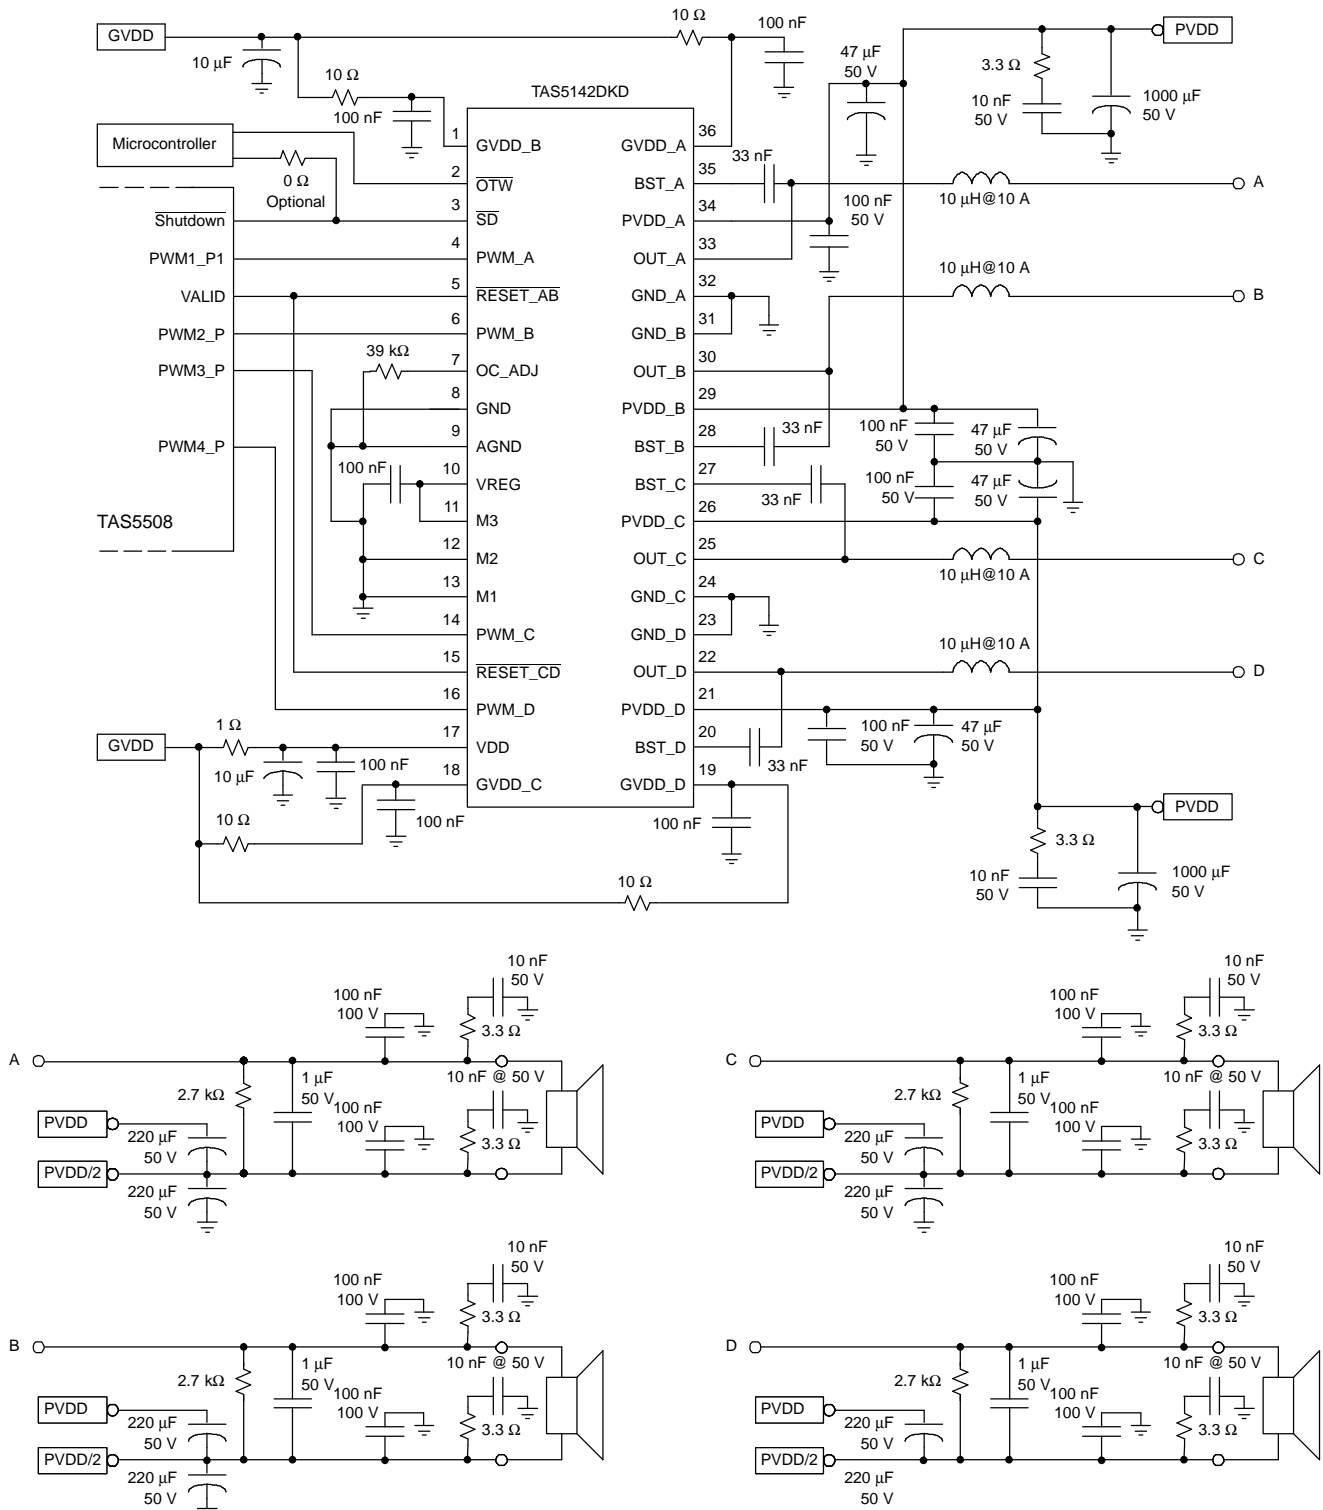 GVDD
10 Ω
100 nF
PVDD
10 μF
10 Ω
100 nF
47 μF
50 V
3.3 Ω
10 nF
50 V
1000 μF
50 V
TAS5142DKD
Microcontroller
0 Ω
Optional
Shutdown
PWM1_P1
VALID
PWM2_P
PWM3_P
PWM4_P
TAS5508
1
GVDD_B
2
OTW
3
SD
4
PWM_A
5
RESET_AB
6
PWM_B
39 kΩ
7
OC_ADJ
8
GND
9
AGND
100 nF
10
VREG
11
M3
12
M2
13
M1
14
PWM_C
15
RESET_CD
16
PWM_D
17
VDD
18
GVDD_C
36
GVDD_A
35
BST_A
34
PVDD_A
33
OUT_A
32
GND_A
31
GND_B
30
OUT_B
29
PVDD_B
28
BST_B
27
BST_C
26
PVDD_C
25
OUT_C
24
GND_C
23
GND_D
22
OUT_D
21
PVDD_D
20
BST_D
19
GVDD_D
33 nF
100 nF
50 V
10 μH@10 A
A
10 μH@10 A
B
33 nF
100 nF
50 V
47 μF
50 V
33 nF
100 nF
50 V
47 μF
50 V
10 μH@10 A
C
10 μH@10 A
D
100 nF
50 V
47 μF
50 V
33 nF
GVDD
1 Ω
10 μF
100 nF
10 Ω
100 nF
100 nF
10 Ω
PVDD
3.3 Ω
10 nF
50 V
1000 μF
50 V
A
100 nF
100 V
10 nF
50 V
3.3 Ω
10 nF @ 50 V
2.7 kΩ
1 μF
50 V
100 nF
100 V
3.3 Ω
PVDD
220 μF
50 V
PVDD/2
220 μF
50 V
C
100 nF
100 V
10 nF
50 V
3.3 Ω
10 nF @ 50 V
2.7 kΩ
1 μF
50 V
100 nF
100 V
3.3 Ω
PVDD
220 μF
50 V
PVDD/2
220 μF
50 V
B
100 nF
100 V
10 nF
50 V
3.3 Ω
10 nF @ 50 V
2.7 kΩ
1 μF
50 V
100 nF
100 V
3.3 Ω
PVDD
220 μF
50 V
PVDD/2
220 μF
50 V
D
100 nF
100 V
10 nF
50 V
3.3 Ω
10 nF @ 50 V
2.7 kΩ
1 μF
50 V
100 nF
100 V
3.3 Ω
PVDD
220 μF
50 V
PVDD/2
220 μF
50 V